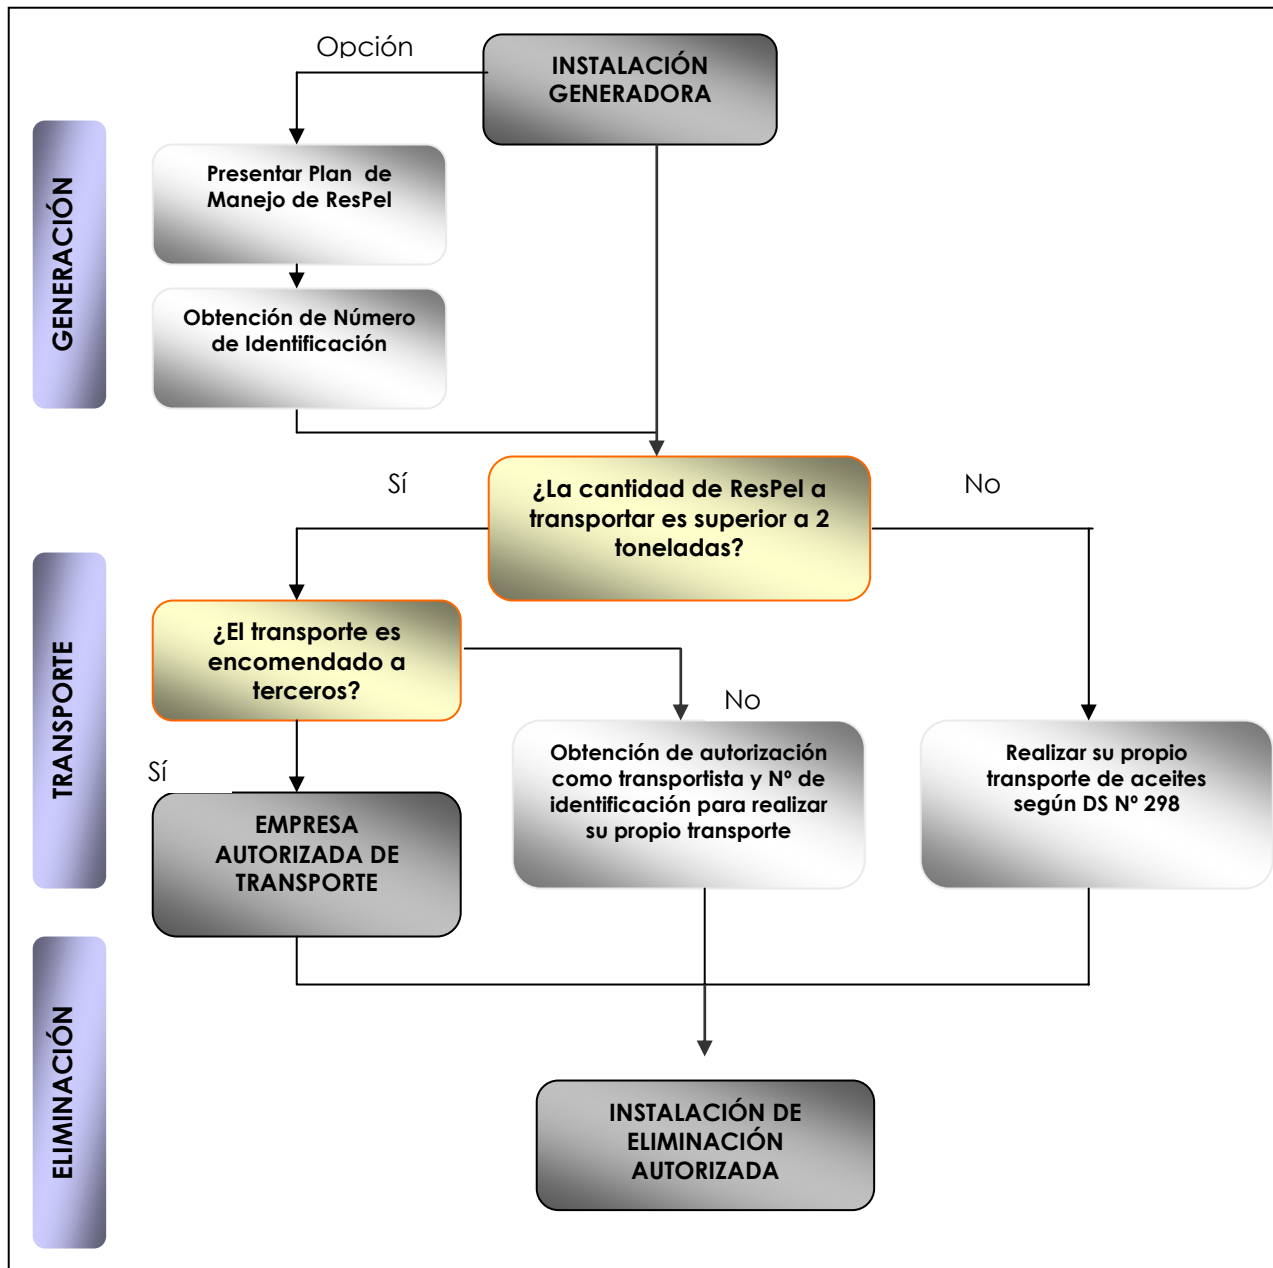 Opción
INSTALACIÓN
GENERADORA
GENERACIÓN
Presentar Plan de
Manejo de ResPel
Obtención de Número
de Identificación
Sí
¿La cantidad de ResPel a
transportar es superior a 2
toneladas?
No
TRANSPORTE
¿El transporte es
encomendado a
terceros?
No
Sí
EMPRESA
AUTORIZADA DE
TRANSPORTE
Obtención de autorización
como transportista y Nº de
identificación para realizar
su propio transporte
Realizar su propio
transporte de aceites
según DS Nº 298
ELIMINACIÓN
INSTALACIÓN DE
ELIMINACIÓN
AUTORIZADA